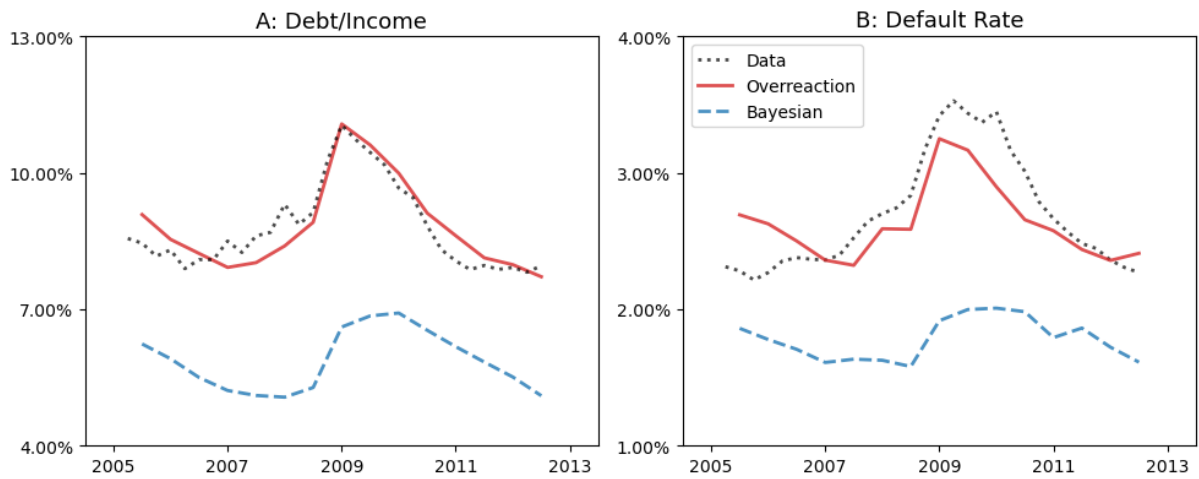 A: Debt/Income
13.00%
10.00%
7.00%
4.00%
2005 2007 2009 2011 2013
B: Default Rate
4.00%
3.00%
2.00%
1.00%
Data
Overreaction
Bayesian
2005 2007 2009 2011 2013